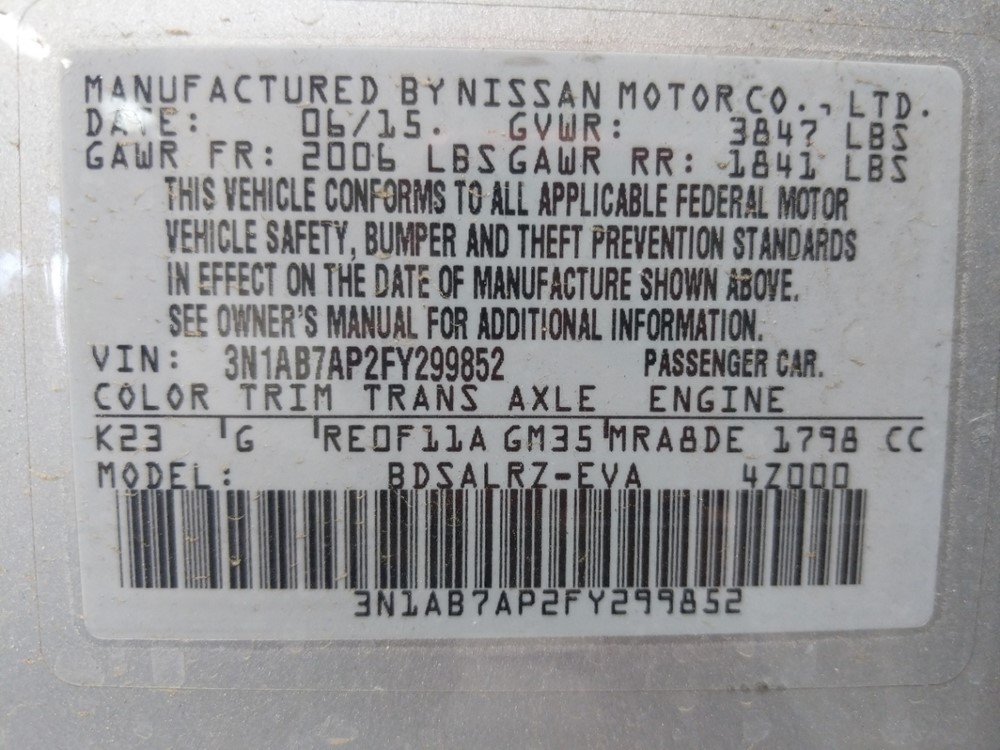 MANUFACTURED BY NISSAN MOTOR CO., LTD.
DATE: 06/15. GVWR: 3847 LBS
GAWR FR: 2006 LBS GAWR RR: 1841 LBS
THIS VEHICLE CONFORMS TO ALL APPLICABLE FEDERAL MOTOR
VEHICLE SAFETY, BUMPER AND THEFT PREVENTION STANDARDS
IN EFFECT ON THE DATE OF MANUFACTURE SHOWN ABOVE.
SEE OWNER'S MANUAL FOR ADDITIONAL INFORMATION.
VIN: 3N1AB7AP2FY299852 PASSENGER CAR.
COLOR TRIM TRANS AXLE ENGINE
K23 G RE0F11A GM35 MRA8DE 1798 CC
MODEL: BDSALRZ-EVA 4Z000
3N1AB7AP2FY299852